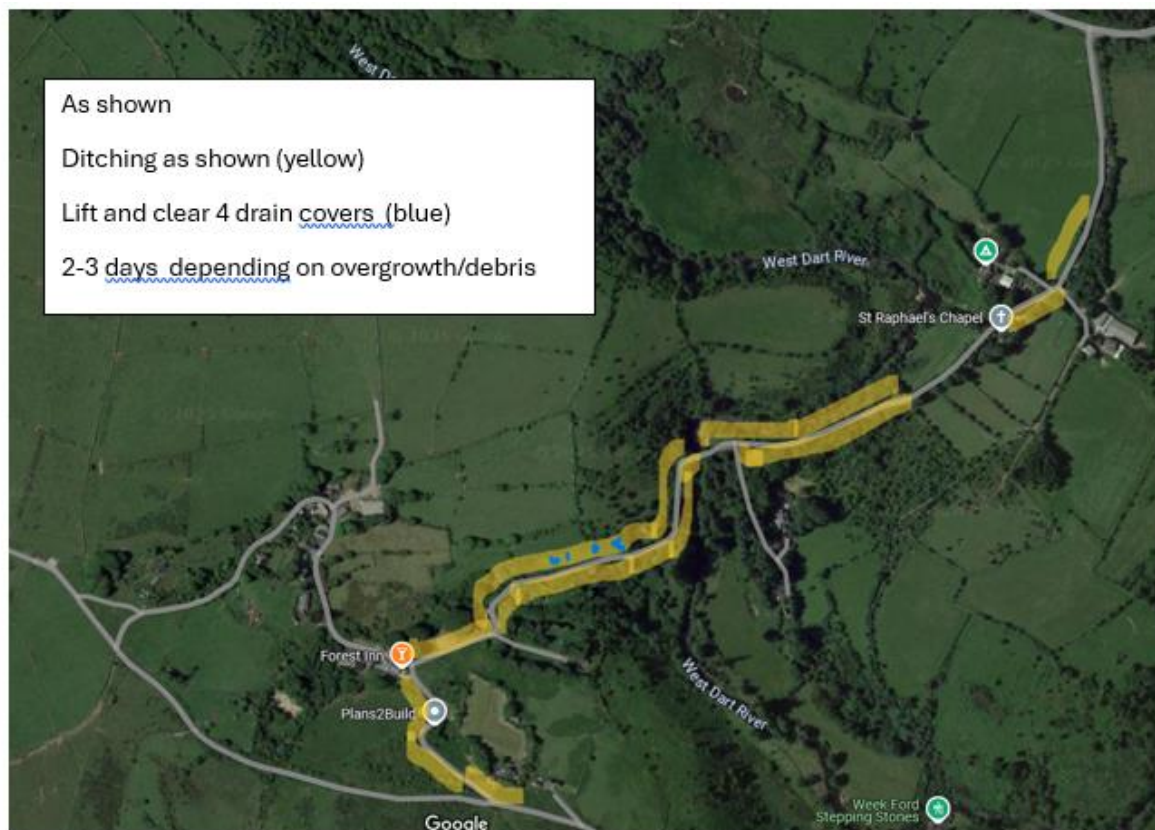 As shown
Ditching as shown (yellow)
Lift and clear 4 drain covers (blue)
2-3 days depending on overgrowth/debris
West D
West Dart River
St Raphael's Chapel
Forest Inn
Plans2Build
West Dart River
Week Ford
Stepping Stones
Google